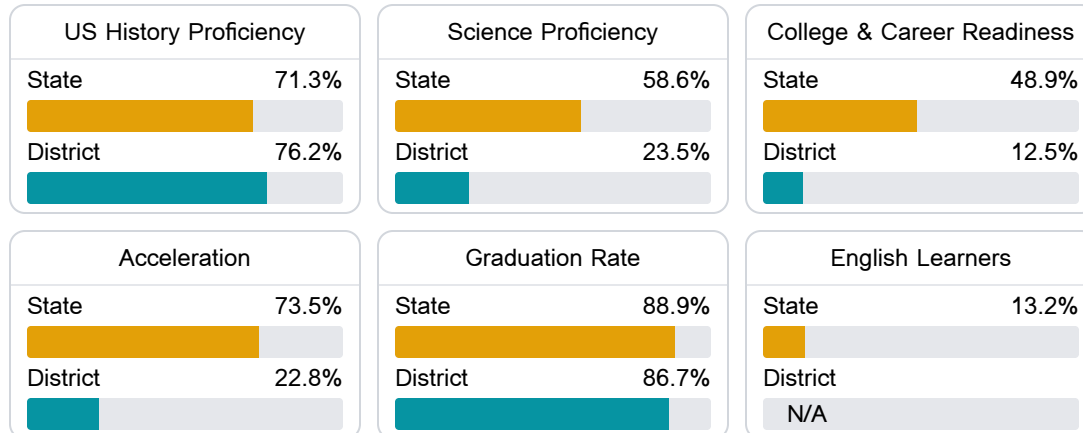 US History Proficiency
State 71.3%
District 76.2%
Science Proficiency
State 58.6%
District 23.5%
College & Career Readiness
State 48.9%
District 12.5%
Acceleration
State 73.5%
District 22.8%
Graduation Rate
State 88.9%
District 86.7%
English Learners
State 13.2%
District
N/A